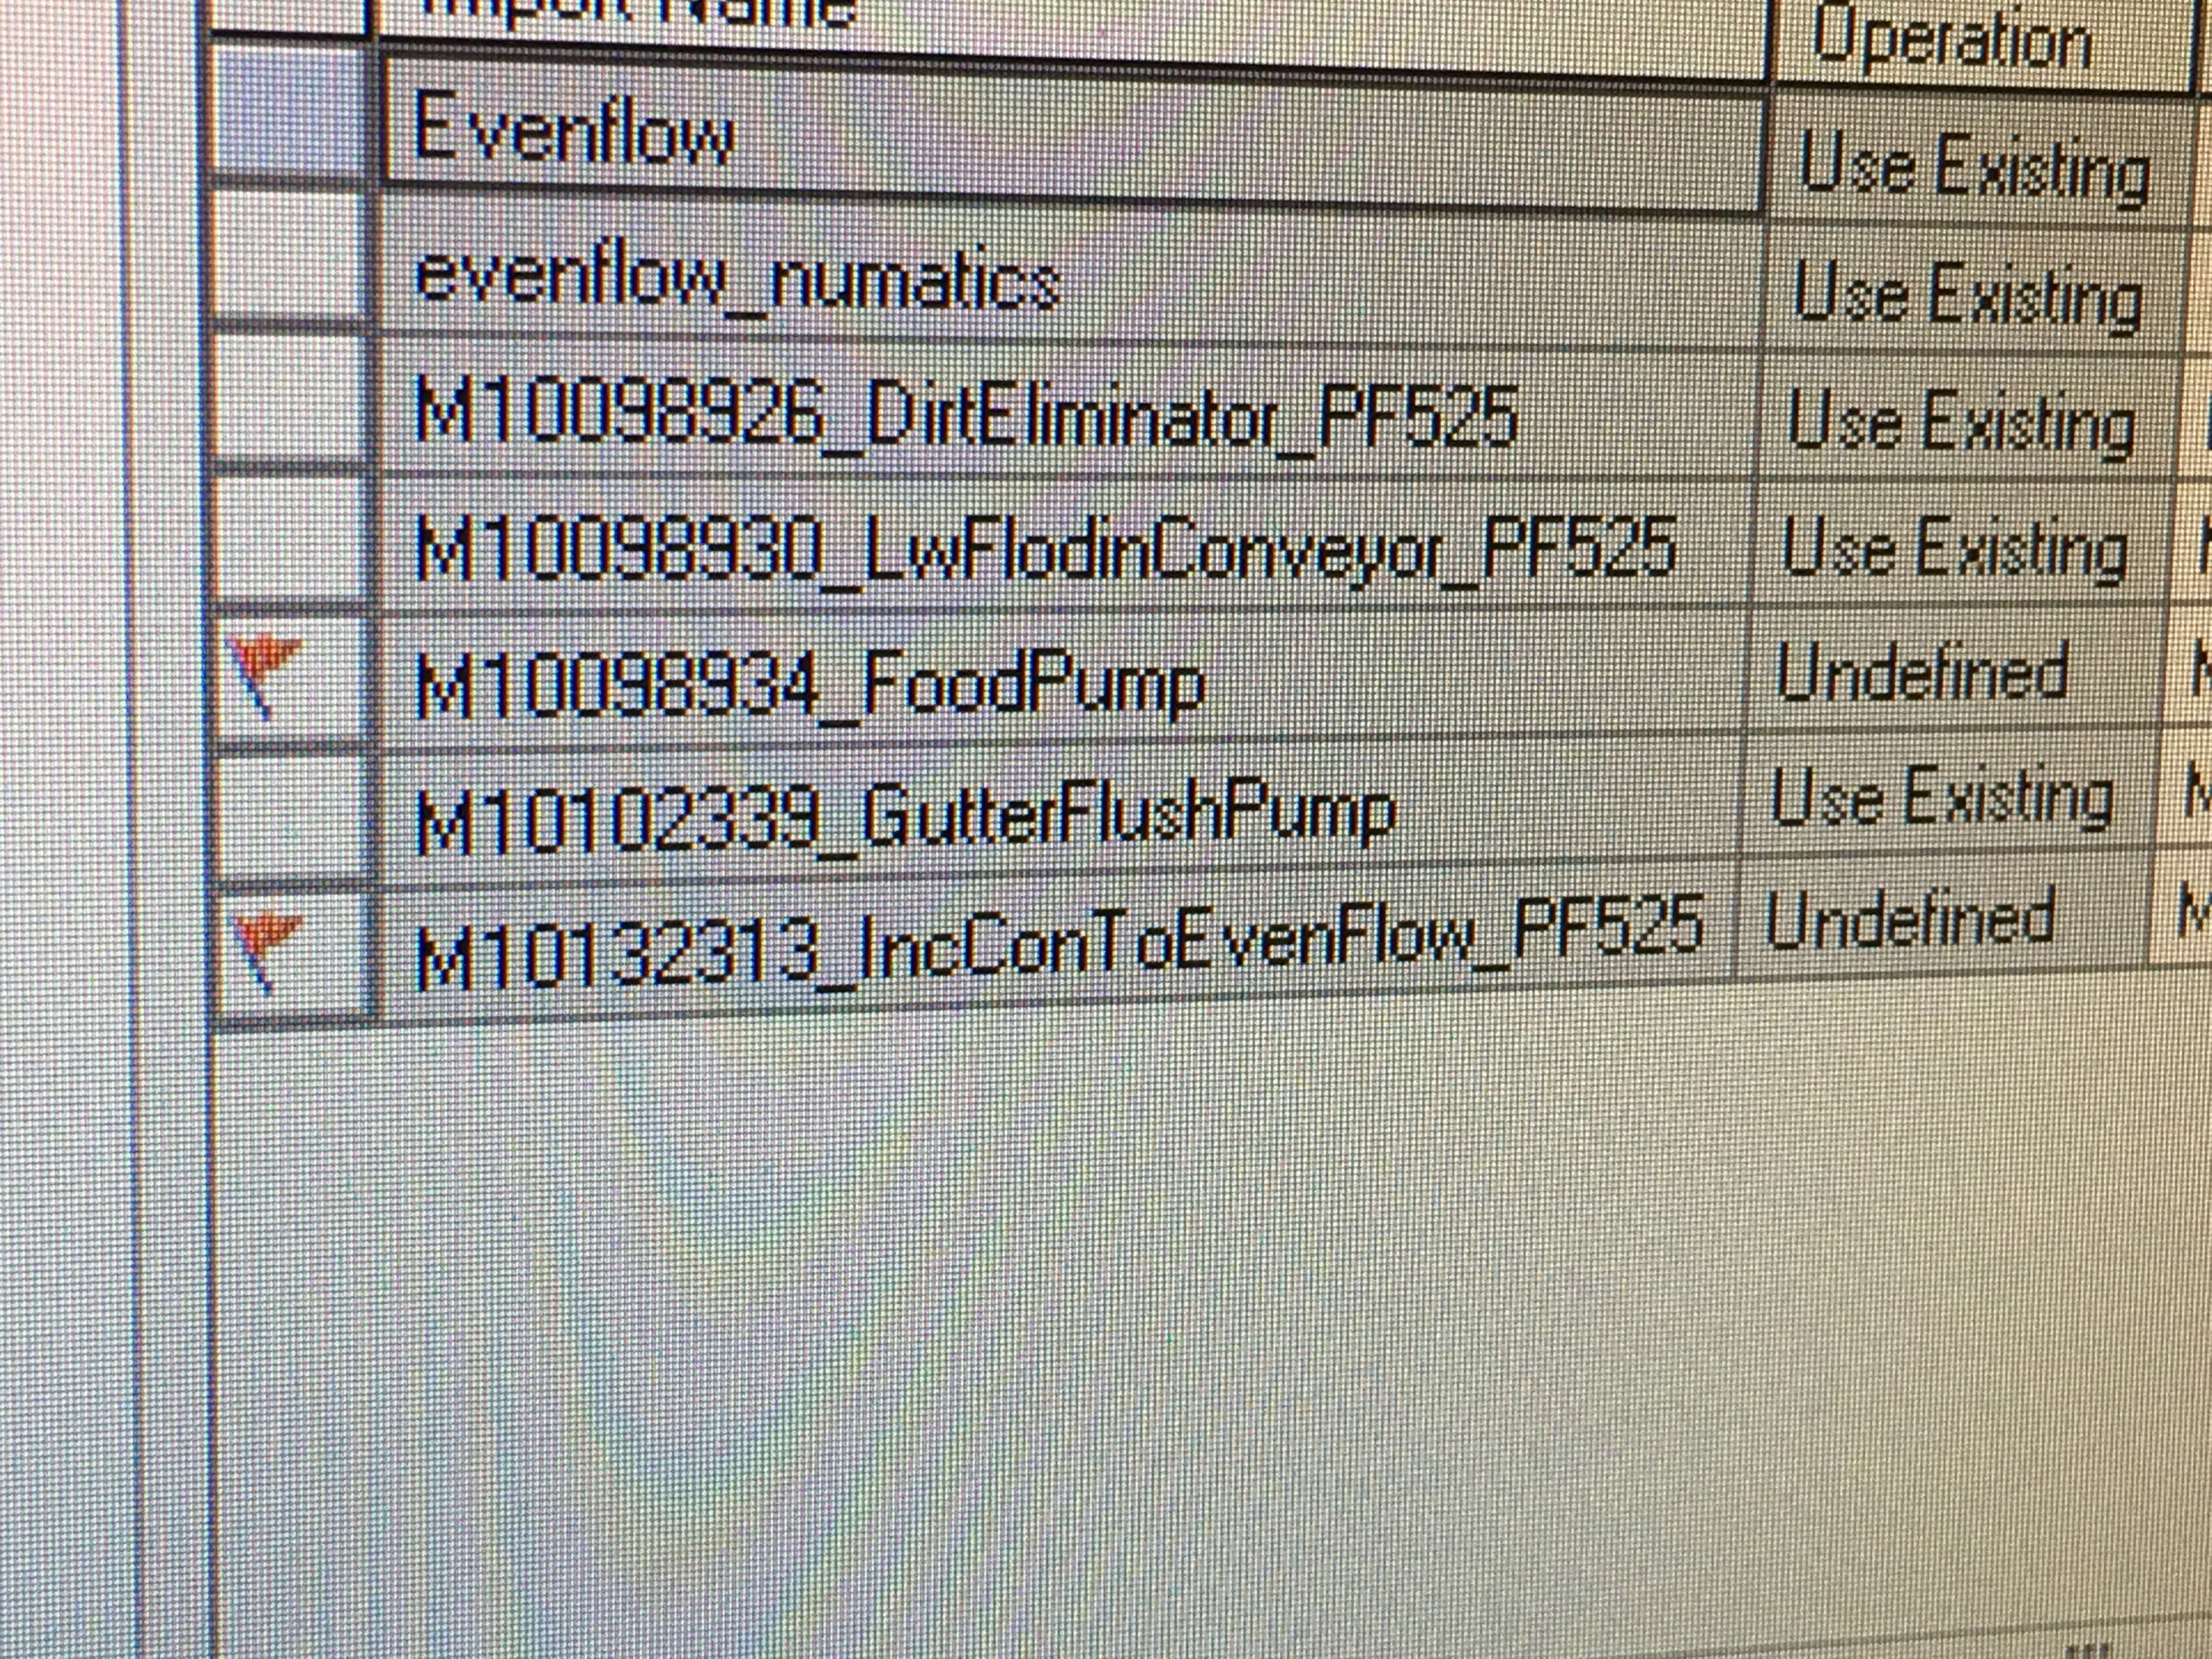 Import Name Operation
Evenflow Use Existing
evenflow_numatics Use Existing
M10098926_DirtEliminator_PF525 Use Existing
M10098930_LwFlodinConveyor_PF525 Use Existing
M10098934_FoodPump Undefined
M10102339_GutterFlushPump Use Existing
M10132313_IncConToEvenFlow_PF525 Undefined